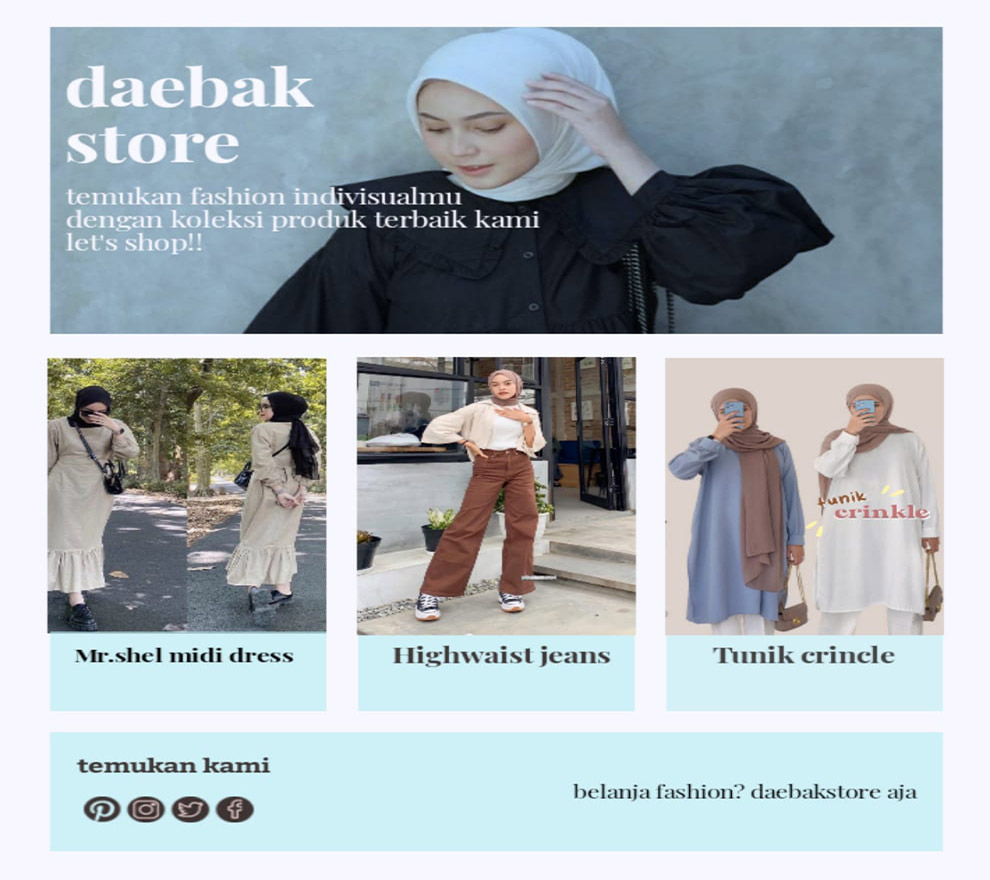 daebak
store
temukan fashion indivisualmu
dengan koleksi produk terbaik kami
let's shop!!
tunik
crinkle
Mr.shel midi dress
Highwaist jeans
Tunik crincle
temukan kami
belanja fashion? daebakstore aja